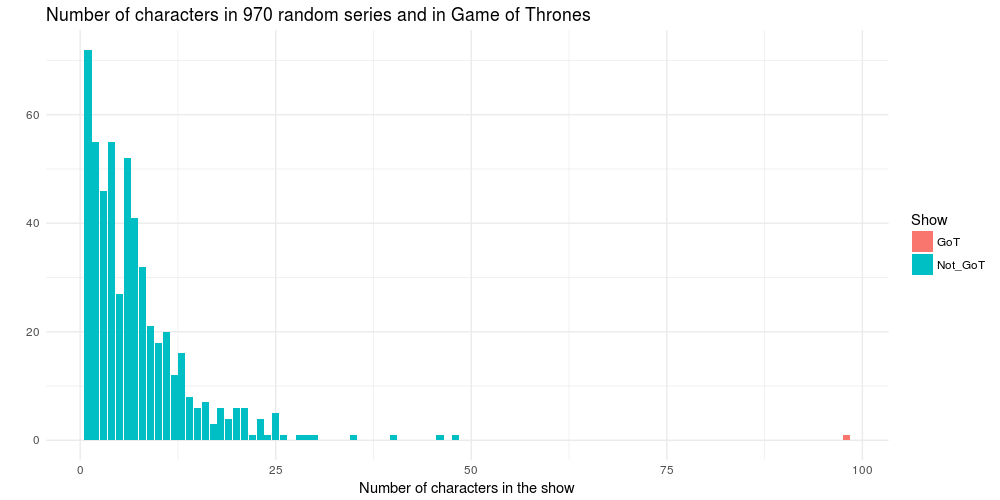 Number of characters in 970 random series and in Game of Thrones
60
40
20
0
0 25 50 75 100
Number of characters in the show
Show
GoT
Not_GoT